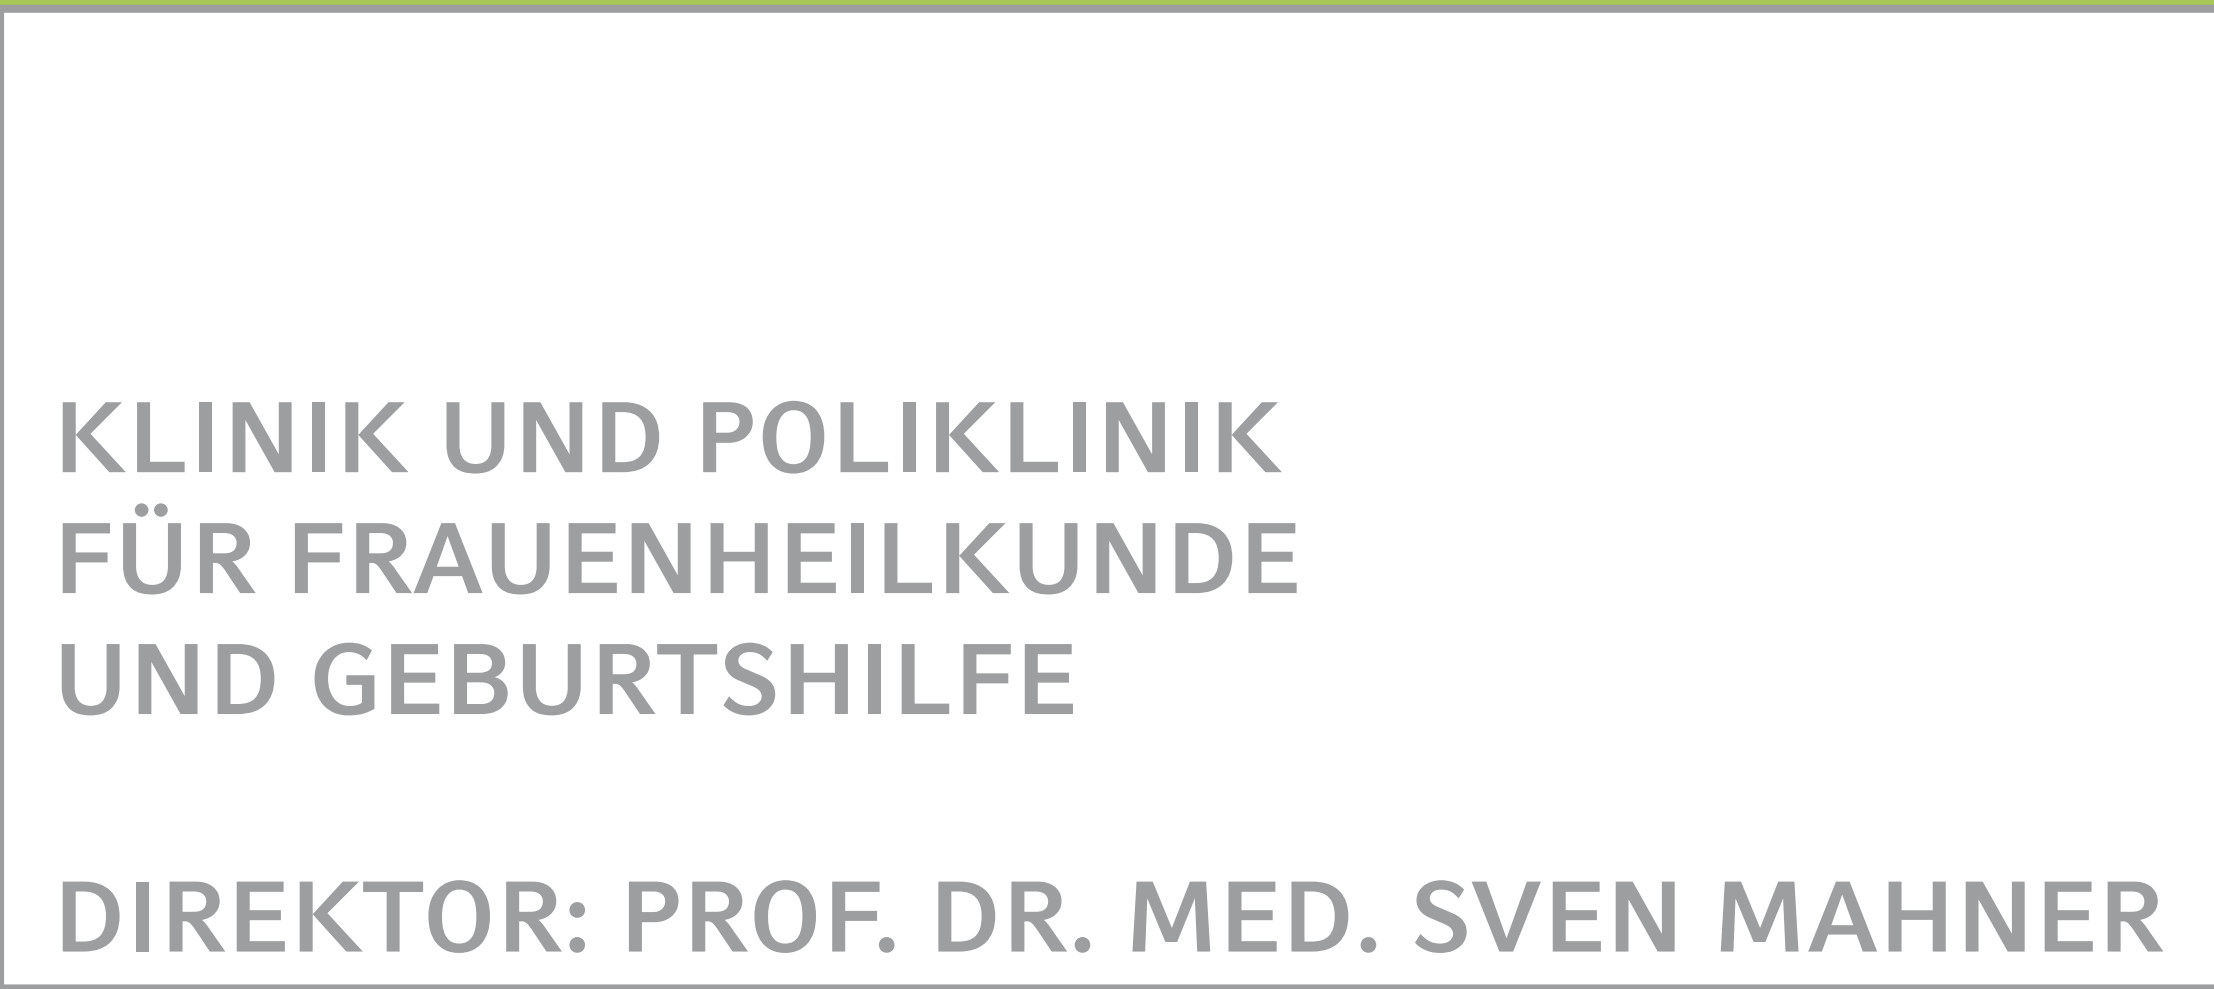 KLINIK UND POLIKLINIK
FÜR FRAUENHEILKUNDE
UND GEBURTSHILFE
DIREKTOR: PROF. DR. MED. SVEN MAHNER